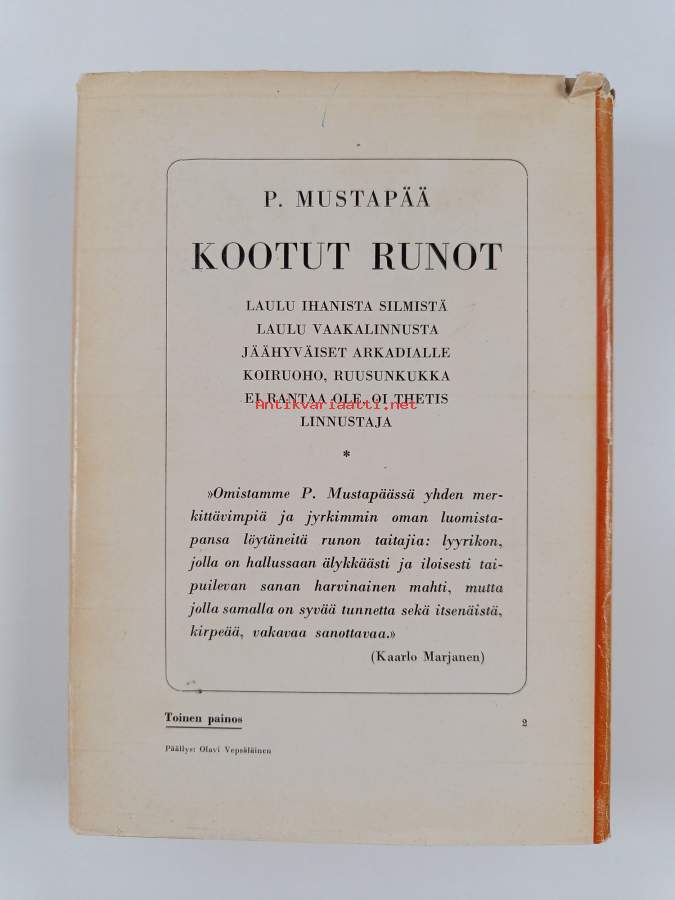 P. MUSTAPÄÄ
KOOTUT RUNOT
LAULU IHANISTA SILMISTÄ
LAULU VAAKALINNUSTA
JÄÄHYVÄISET ARKADIALLE
KOIRUOHO, RUUSUNKUKKA
EI RANTAA OLE, OI THETIS
Antikvariaatti.net
LINNUSTAJA
*
»Omistamme P. Mustapäässä yhden mer-
kittävimpiä ja jyrkimmin oman luomista-
pansa löytäneitä runon taitajia: lyyrikon,
jolla on hallussaan älykkäästi ja iloisesti tai-
puilevan sanan harvinainen mahti, mutta
jolla samalla on syvää tunnetta sekä itsenäistä,
kirpeää, vakavaa sanottavaa.»
(Kaarlo Marjanen)
Toinen painos
2
Päällys: Olavi Vepsäläinen